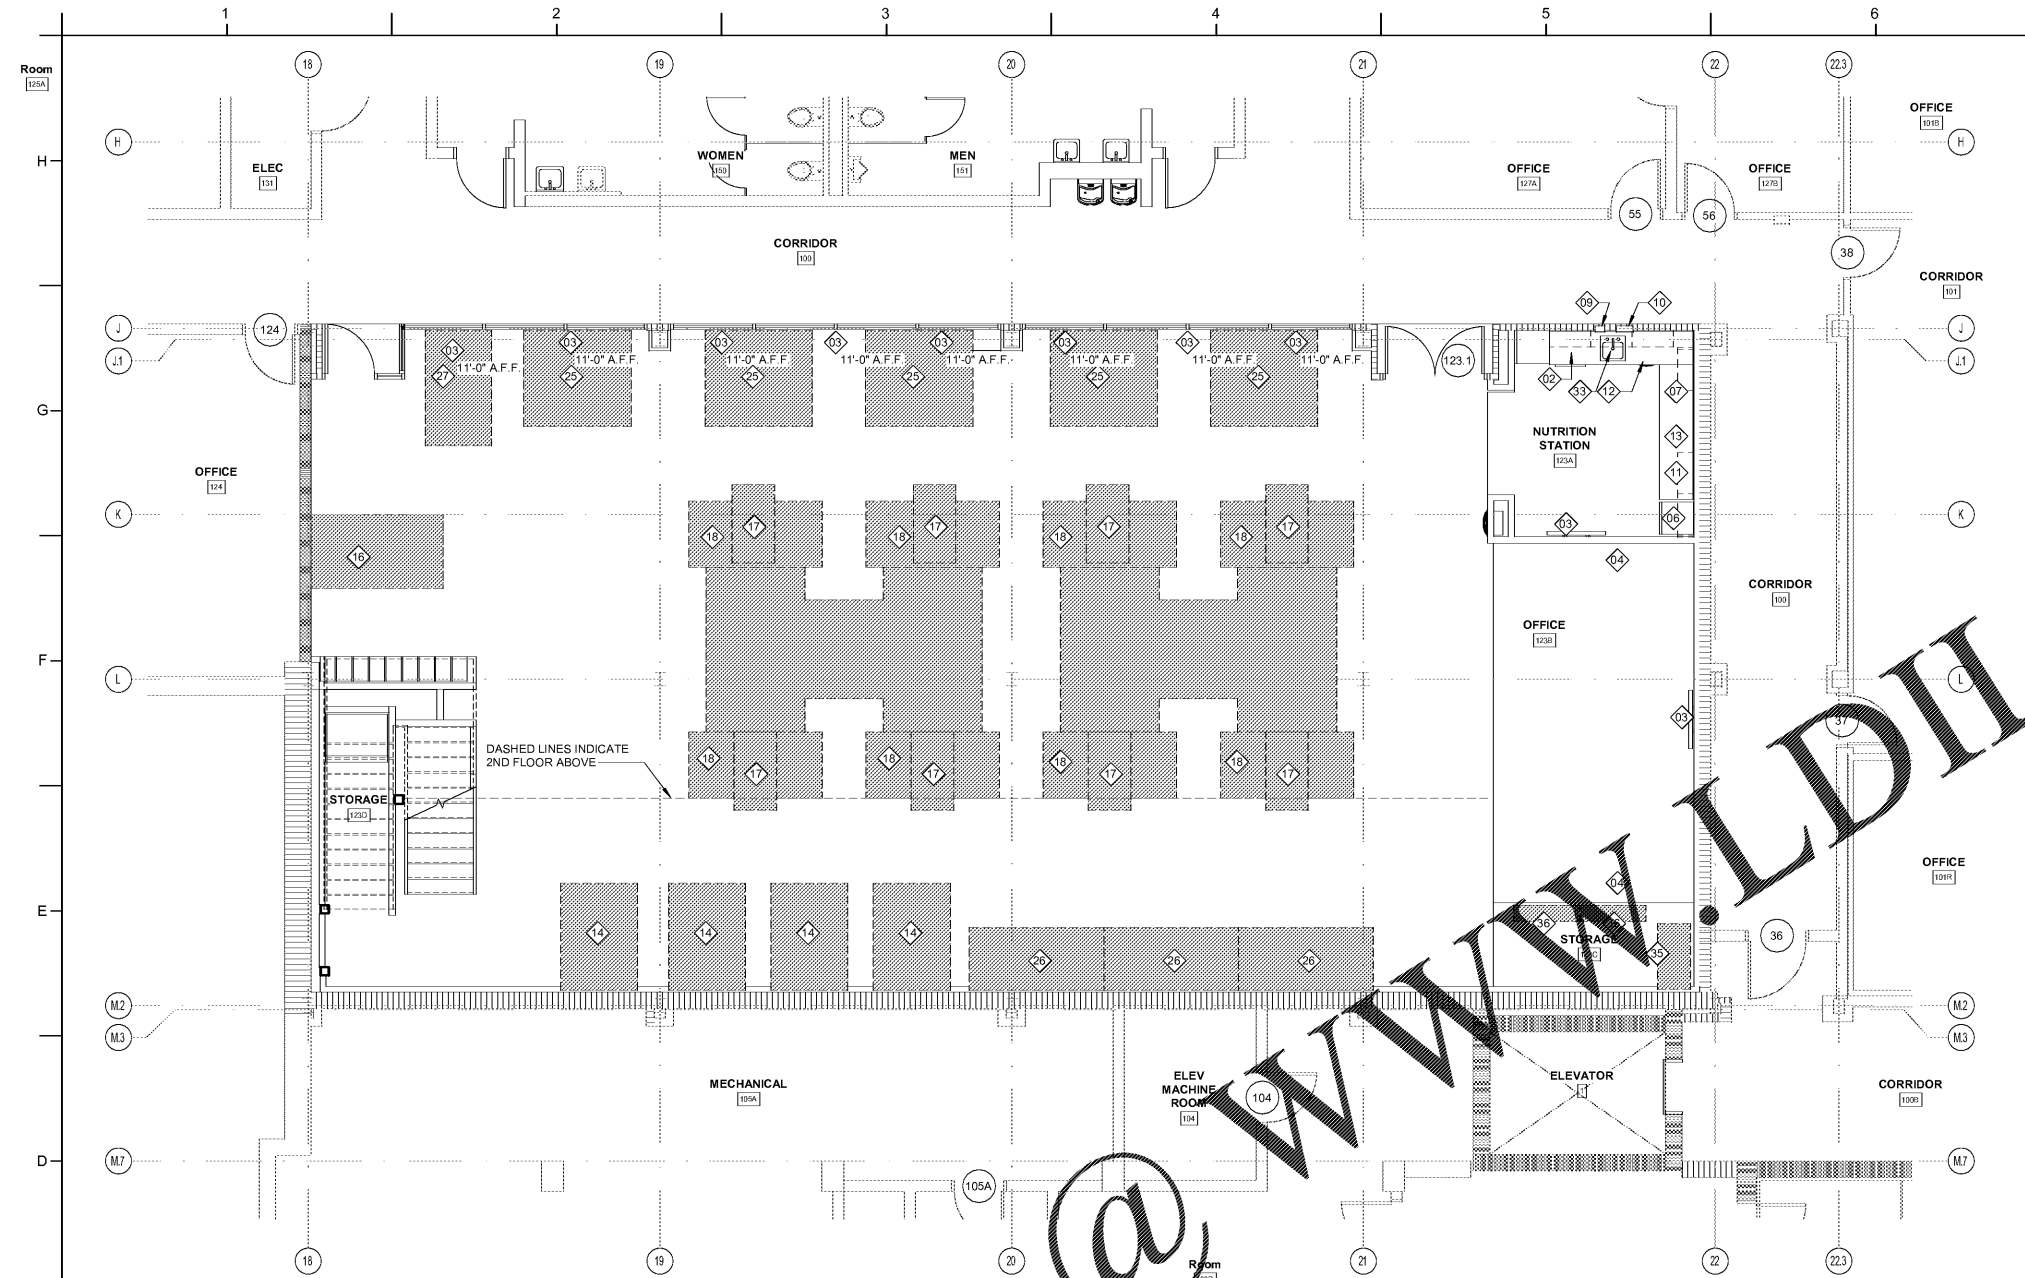 1 2 3 4 5 6
18 19 20 21 22 22.3
Room
125A
OFFICE
101B
H H
H
ELEC
131
WOMEN
150
MEN
151
OFFICE
127A
OFFICE
127B
55 56
CORRIDOR
100
38
CORRIDOR
101
09 10
J 124 J
J.1 J.1
03 03 03 03 03 03 03 03
11'-0" A.F.F. 11'-0" A.F.F. 11'-0" A.F.F. 11'-0" A.F.F. 11'-0" A.F.F. 11'-0" A.F.F. 11'-0" A.F.F. 11'-0" A.F.F.
123.1
27 25 25 25 25 25
02 33 12 07
G
NUTRITION
STATION
123A
13
11
OFFICE
124
K K
18 17 18 17 18 17 18 17
03 06
16
04
CORRIDOR
100
OFFICE
123B
F
L L
03
37
DASHED LINES INDICATE
2ND FLOOR ABOVE
18 17 18 17 18 17 18 17
STORAGE
123D
OFFICE
101R
04
E
14 14 14 14
36
STORAGE
35
36
26 26 26
M.2 M.2
M.3 M.3
MECHANICAL
105A
ELEV
MACHINE
ROOM
104
104
ELEVATOR
1
CORRIDOR
100B
D
M.7 M.7
105A
18 19 20 21 22 22.3
Room
@ WWW.LDII